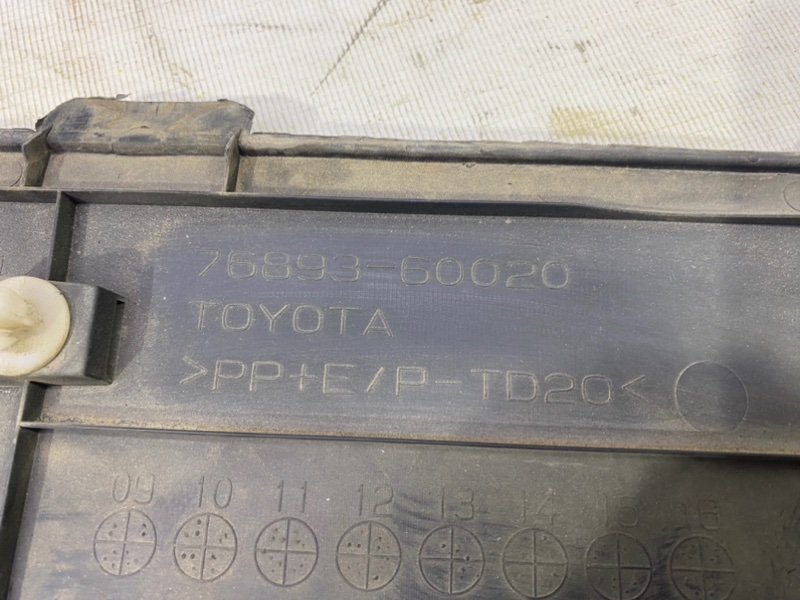 76893-60020
TOYOTA
>PP+E/P-TD20<
09 10 11 12 13 14 15 16